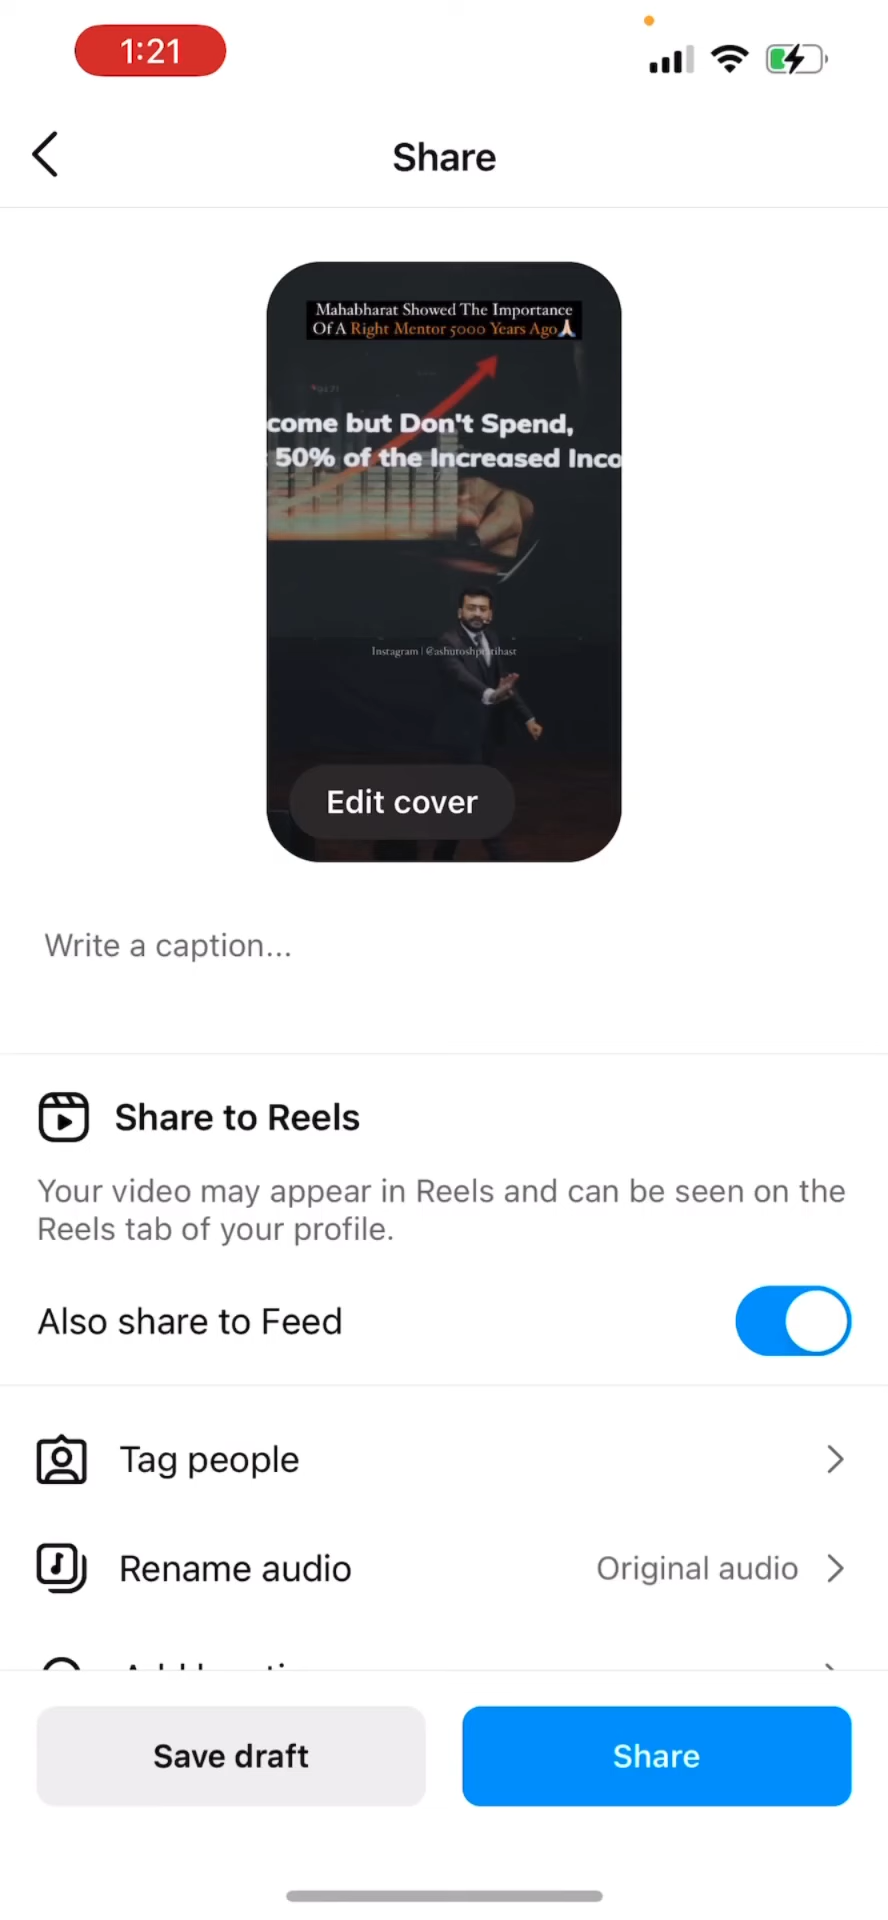 1:21
Share
Mahabharat Showed The Importance
Of A Right Mentor 5000 Years Ago🙏🏻
come but Don't Spend,
50% of the Increased Inco
Instagram | @ashutoshpratihast
Edit cover
Write a caption...
Share to Reels
Your video may appear in Reels and can be seen on the
Reels tab of your profile.
Also share to Feed
Tag people
Rename audio
Original audio
Save draft
Share